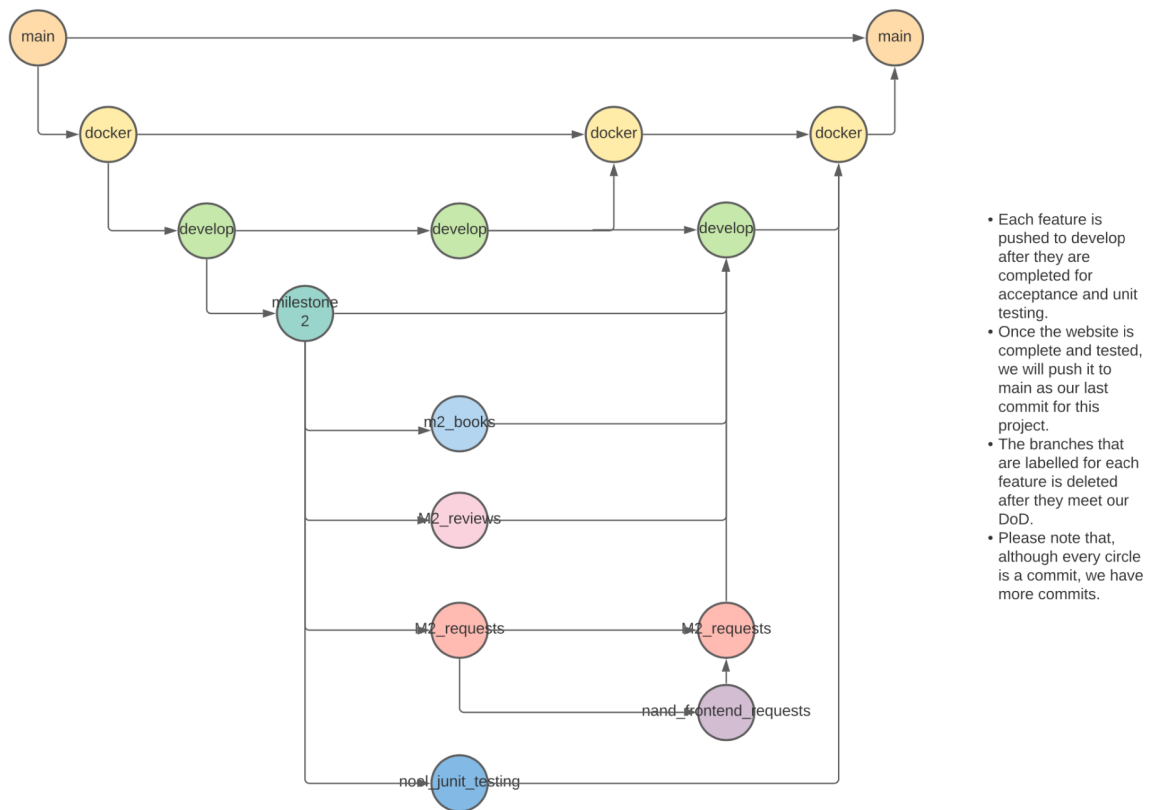 main
main
docker
docker
docker
develop
develop
develop
milestone
2
m2_books
M2_reviews
M2_requests
M2_requests
nand_frontend_requests
noel_junit_testing
• Each feature is
pushed to develop
after they are
completed for
acceptance and unit
testing.
• Once the website is
complete and tested,
we will push it to
main as our last
commit for this
project.
• The branches that
are labelled for each
feature is deleted
after they meet our
DoD.
• Please note that,
although every circle
is a commit, we have
more commits.